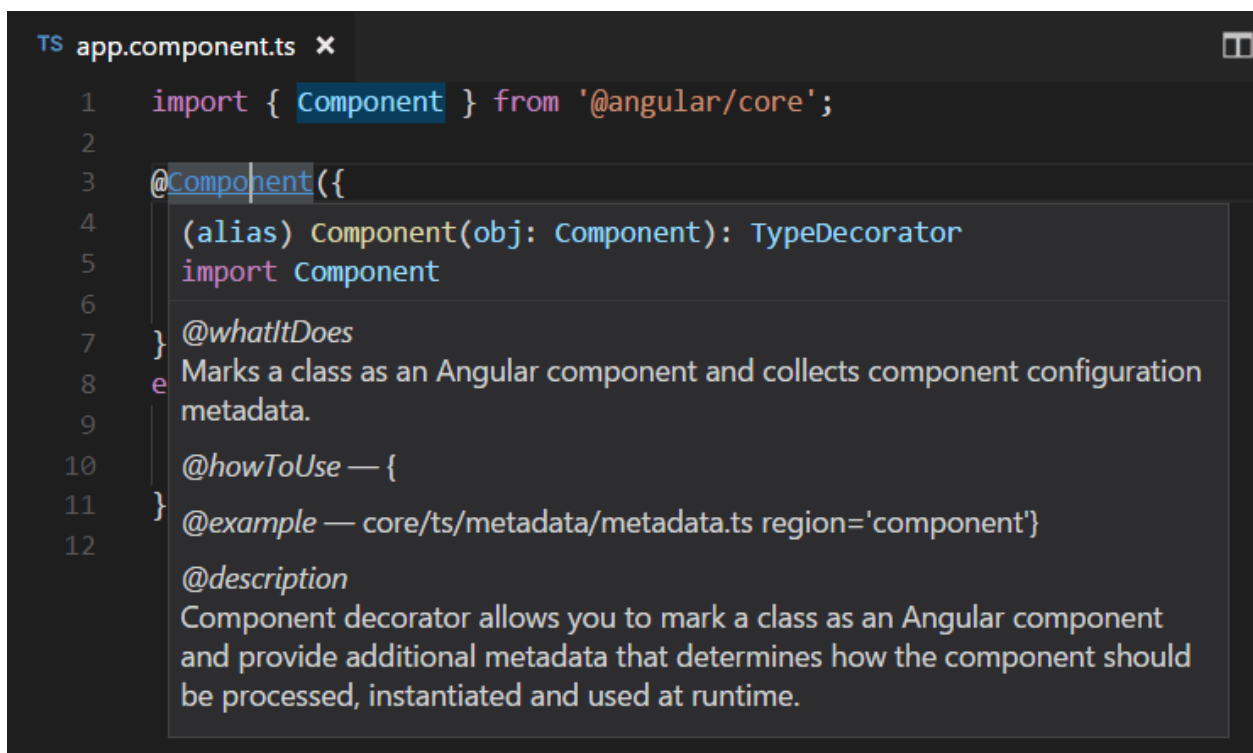 TS app.component.ts ×
1 import { Component } from '@angular/core';
2
3 @Component({
4 (alias) Component(obj: Component): TypeDecorator
5 import Component
6
@whatItDoes
7 }
8 e Marks a class as an Angular component and collects component configuration
metadata.
9
10 @howToUse — {
11 }
@example — core/ts/metadata/metadata.ts region='component'}
12
@description
Component decorator allows you to mark a class as an Angular component
and provide additional metadata that determines how the component should
be processed, instantiated and used at runtime.